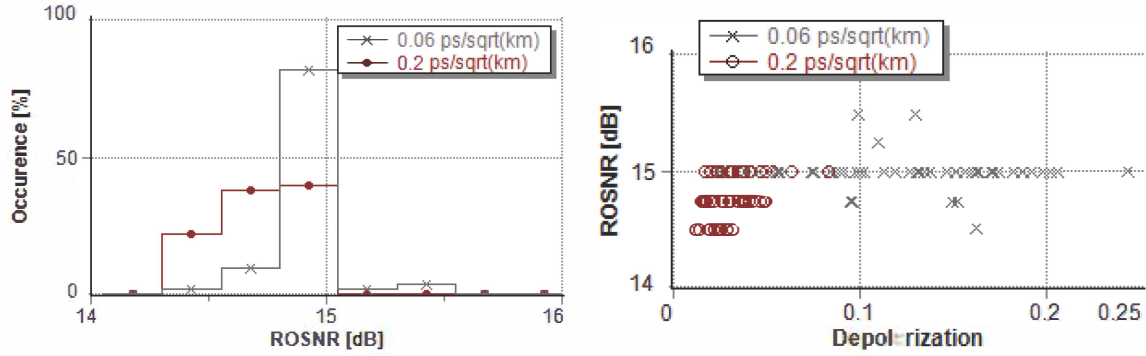 100
0.06 ps/sqrt(km)
0.2 ps/sqrt(km)
Occurence [%]
50
0
14
15
16
ROSNR [dB]
16
0.06 ps/sqrt(km)
0.2 ps/sqrt(km)
ROSNR [dB]
15
14
0
0.1
0.2
0.25